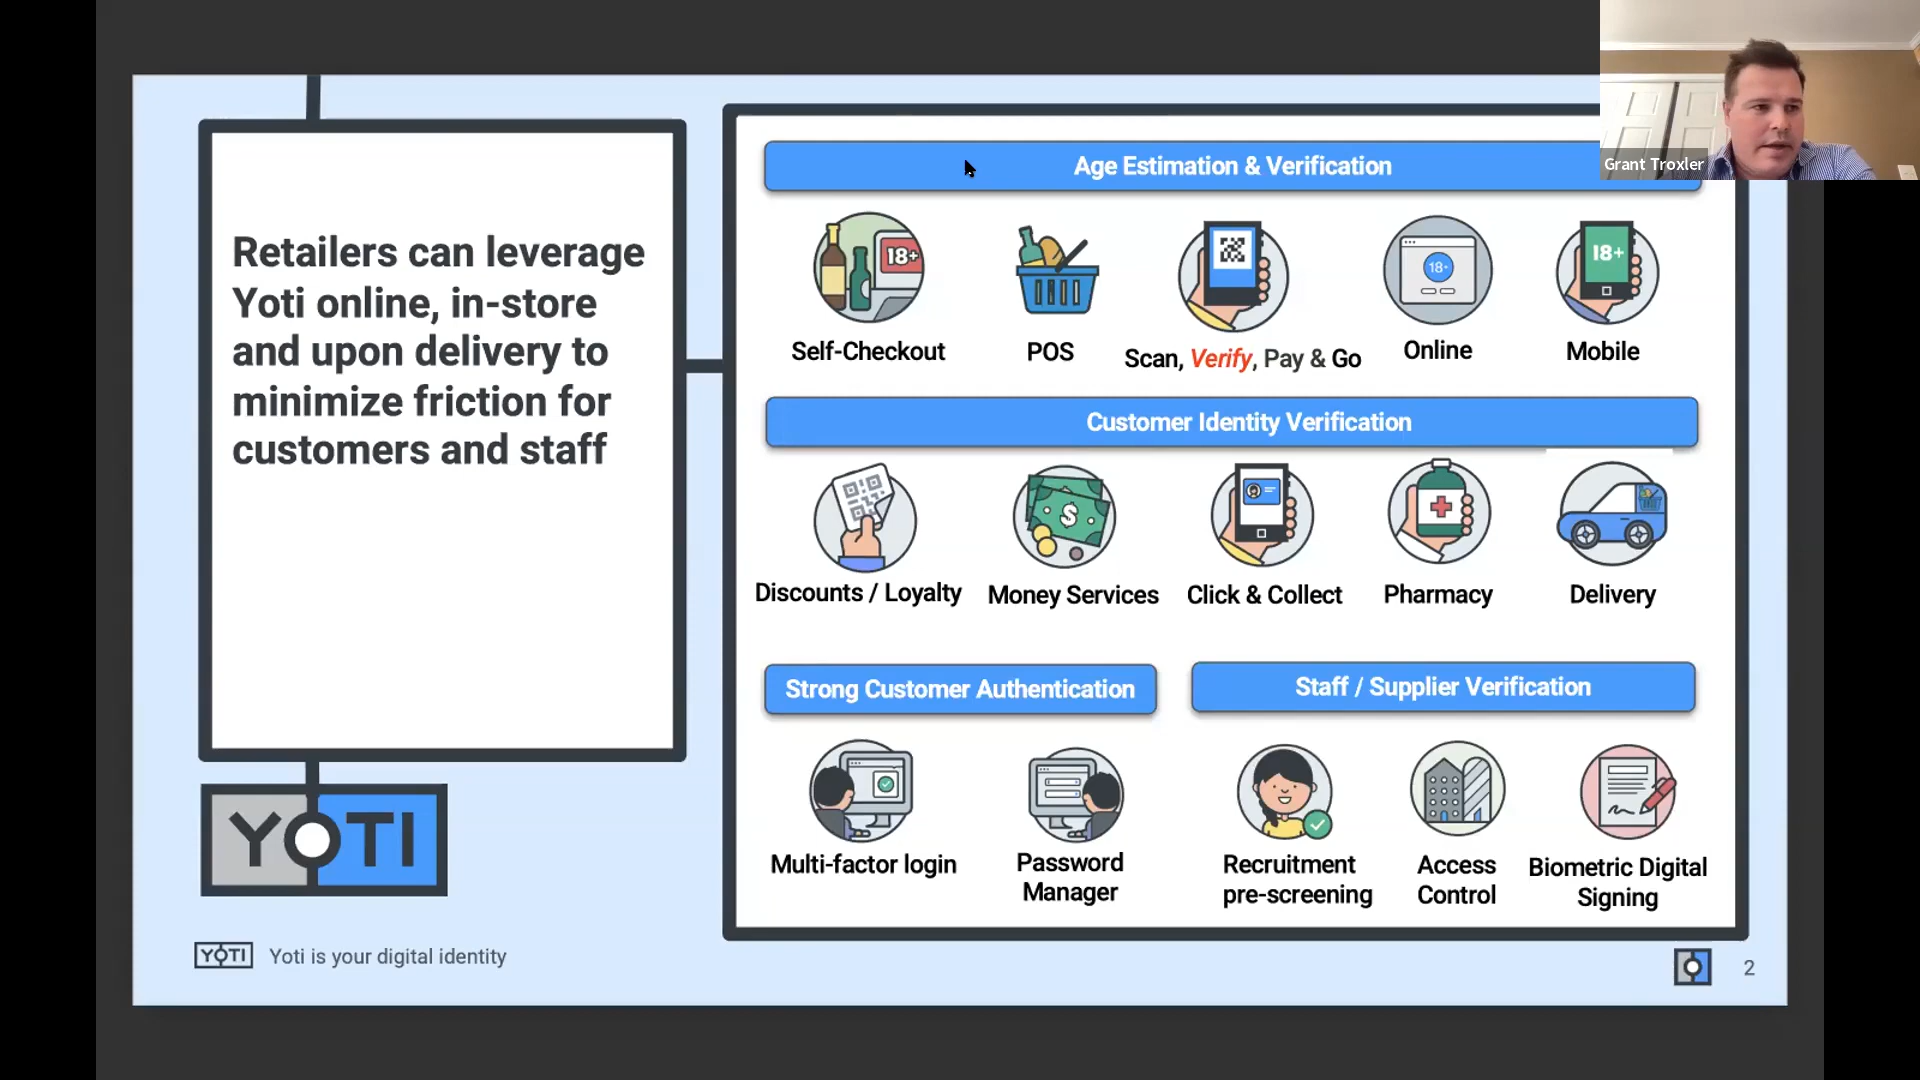 Grant Troxler
Retailers can leverage
Yoti online, in-store
and upon delivery to
minimize friction for
customers and staff
YOTI
Age Estimation & Verification
18+
18+
18+
Self-Checkout
POS
Scan, Verify, Pay & Go
Online
Mobile
Customer Identity Verification
$
Discounts / Loyalty
Money Services
Click & Collect
Pharmacy
Delivery
Strong Customer Authentication
Staff / Supplier Verification
Multi-factor login
Password
Manager
Recruitment
pre-screening
Access
Control
Biometric Digital
Signing
YOTI
Yoti is your digital identity
2